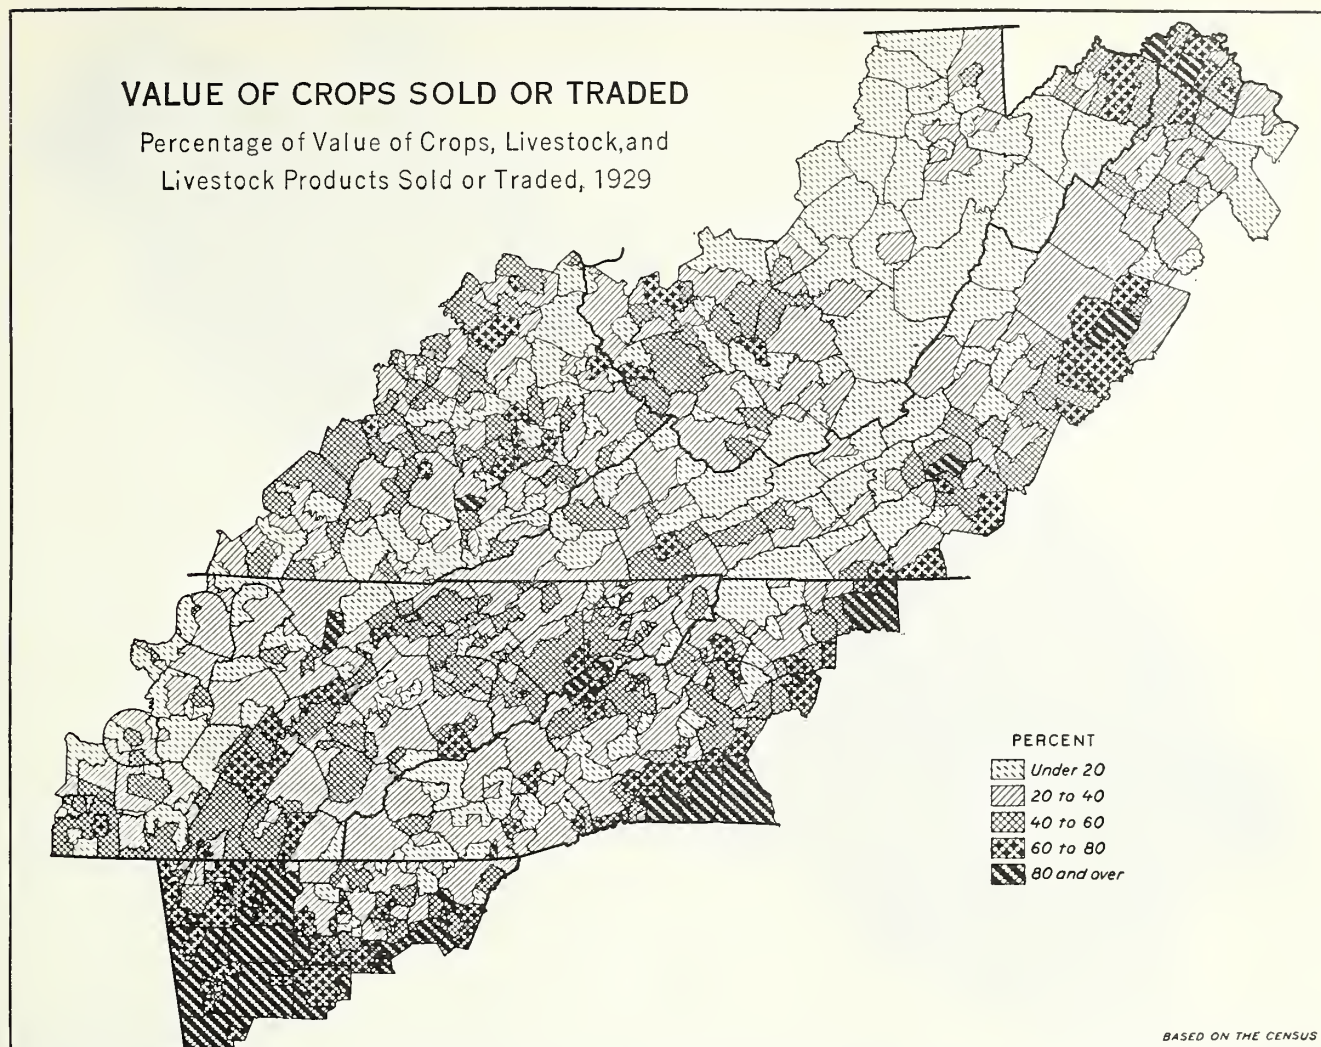 VALUE OF CROPS SOLD OR TRADED
Percentage of Value of Crops, Livestock, and
Livestock Products Sold or Traded, 1929
PERCENT
Under 20
20 to 40
40 to 60
60 to 80
80 and over
BASED ON THE CENSUS